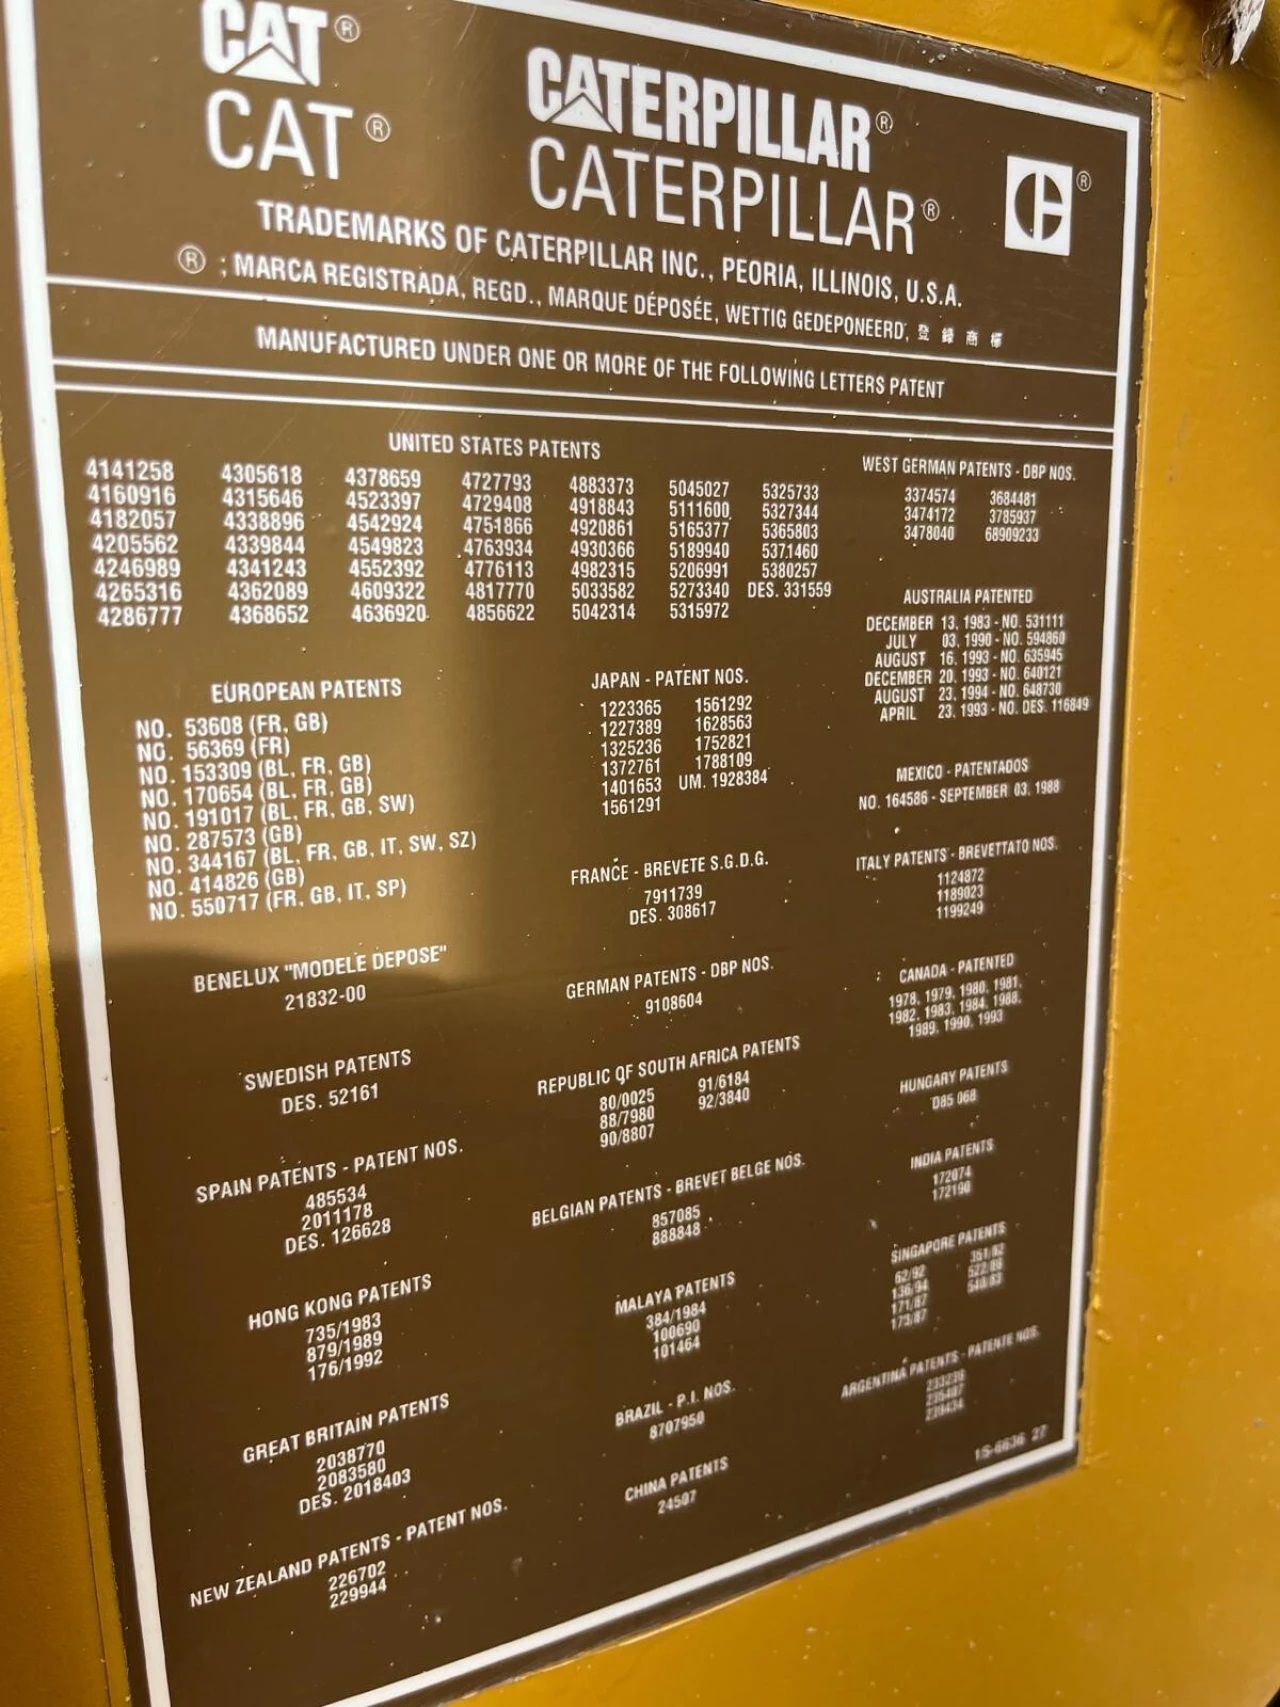 CAT®
CAT®
CATERPILLAR®
CATERPILLAR®
®
TRADEMARKS OF CATERPILLAR INC., PEORIA, ILLINOIS, U.S.A.
® ; MARCA REGISTRADA, REGD., MARQUE DÉPOSÉE, WETTIG GEDEPONEERD, 登 錄 商 標
MANUFACTURED UNDER ONE OR MORE OF THE FOLLOWING LETTERS PATENT
UNITED STATES PATENTS
4141258 4305618 4378659 4727793 4883373 5045027 5325733
4160916 4315646 4523397 4729408 4918843 5111600 5327344
4182057 4338896 4542924 4751866 4920861 5165377 5365803
4205562 4339844 4549823 4763934 4930366 5189940 5371460
4246989 4341243 4552392 4776113 4982315 5206991 5380257
4265316 4362089 4609322 4817770 5033582 5273340 DES. 331559
4286777 4368652 4636920 4856622 5042314 5315972
WEST GERMAN PATENTS - DBP NOS.
3374574 3684481
3474172 3785937
3478040 68909233
AUSTRALIA PATENTED
DECEMBER 13, 1983 - NO. 531111
JULY 03, 1990 - NO. 594860
AUGUST 16, 1993 - NO. 635945
DECEMBER 20, 1993 - NO. 640121
AUGUST 23, 1994 - NO. 648730
APRIL 23, 1993 - NO. DES. 116849
EUROPEAN PATENTS
NO. 53608 (FR, GB)
NO. 56369 (FR)
NO. 153309 (BL, FR, GB)
NO. 170654 (BL, FR, GB)
NO. 191017 (BL, FR, GB, SW)
NO. 287573 (GB)
NO. 344167 (BL, FR, GB, IT, SW, SZ)
NO. 414826 (GB)
NO. 550717 (FR, GB, IT, SP)
JAPAN - PATENT NOS.
1223365 1561292
1227389 1628563
1325236 1752821
1372761 1788109
1401653 UM. 1928384
1561291
MEXICO - PATENTADOS
NO. 164586 - SEPTEMBER 03, 1988
FRANCE - BREVETE S.G.D.G.
7911739
DES. 308617
ITALY PATENTS - BREVETTATO NOS.
1124872
1189023
1199249
BENELUX "MODELE DEPOSE"
21832-00
GERMAN PATENTS - DBP NOS.
9108604
CANADA - PATENTED
1978, 1979, 1980, 1981,
1982, 1983, 1984, 1988,
1989, 1990, 1993
SWEDISH PATENTS
DES. 52161
REPUBLIC OF SOUTH AFRICA PATENTS
80/0025 91/6184
88/7980 92/3840
90/8807
HUNGARY PATENTS
D85 068
SPAIN PATENTS - PATENT NOS.
485534
2011178
DES. 126628
BELGIAN PATENTS - BREVET BELGE NOS.
857085
888848
INDIA PATENTS
172074
172190
HONG KONG PATENTS
735/1983
879/1989
176/1992
MALAYA PATENTS
384/1984
100690
101464
SINGAPORE PATENTS
62/92
136/94
171/87
173/87
GREAT BRITAIN PATENTS
2038770
2083580
DES. 2018403
BRAZIL - P.I. NOS.
8707950
ARGENTINA PATENTS - PATENTE NOS.
NEW ZEALAND PATENTS - PATENT NOS.
226702
229944
CHINA PATENTS
24507